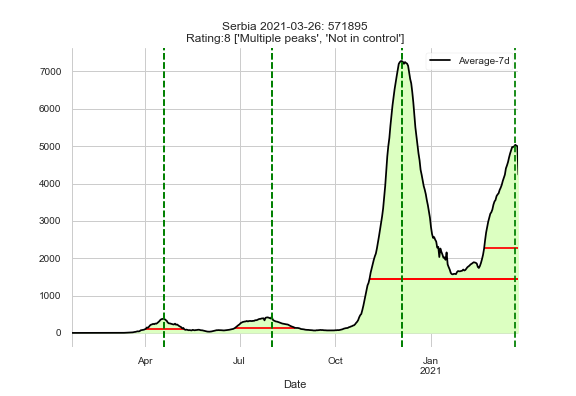 Serbia 2021-03-26: 571895
Rating:8 ['Multiple peaks', 'Not in control']
Average-7d
7000
6000
5000
4000
3000
2000
1000
0
Apr
Jul
Oct
Jan
2021
Date